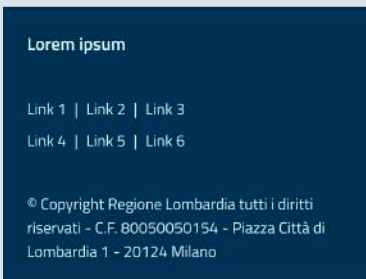 Lorem ipsum
Link 1 | Link 2 | Link 3
Link 4 | Link 5 | Link 6
© Copyright Regione Lombardia tutti i diritti
riservati - C.F. 80050050154 - Piazza Città di
Lombardia 1 - 20124 Milano